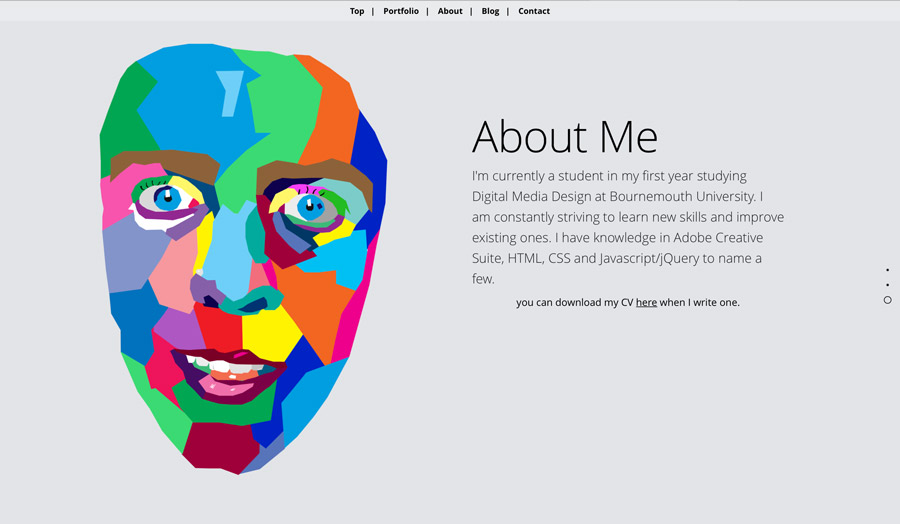 Top | Portfolio | About | Blog | Contact
About Me
I'm currently a student in my first year studying
Digital Media Design at Bournemouth University. I
am constantly striving to learn new skills and improve
existing ones. I have knowledge in Adobe Creative
Suite, HTML, CSS and Javascript/jQuery to name a
few.
you can download my CV here when I write one.